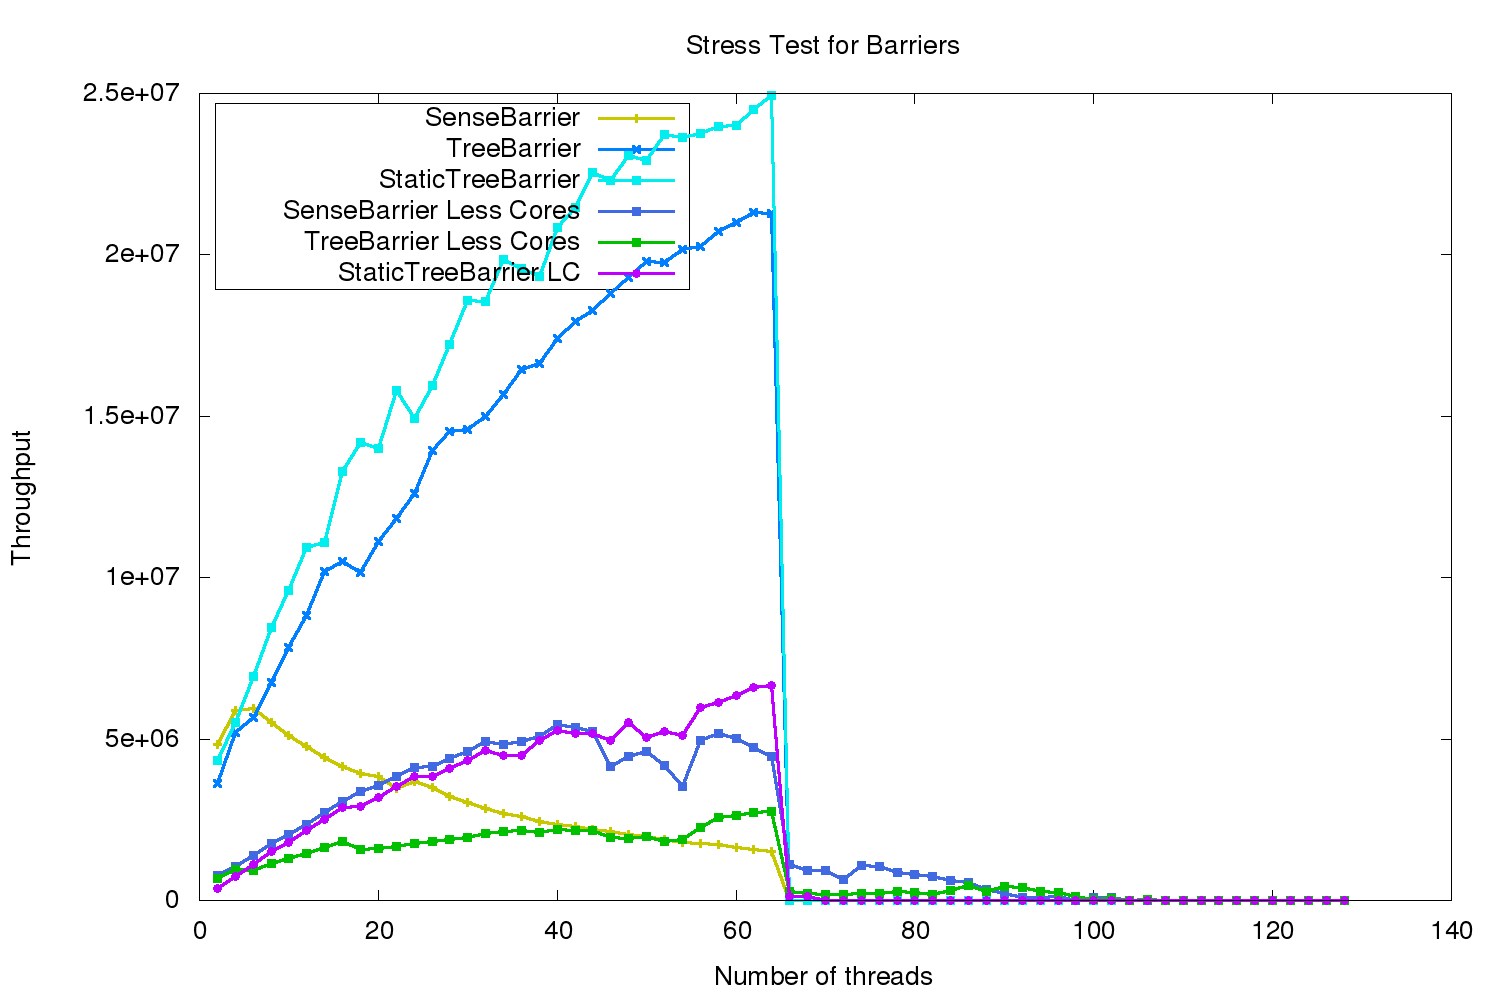 Stress Test for Barriers
2.5e+07
2e+07
1.5e+07
1e+07
5e+06
0
Throughput
SenseBarrier
TreeBarrier
StaticTreeBarrier
SenseBarrier Less Cores
TreeBarrier Less Cores
StaticTreeBarrier LC
0 20 40 60 80 100 120 140
Number of threads